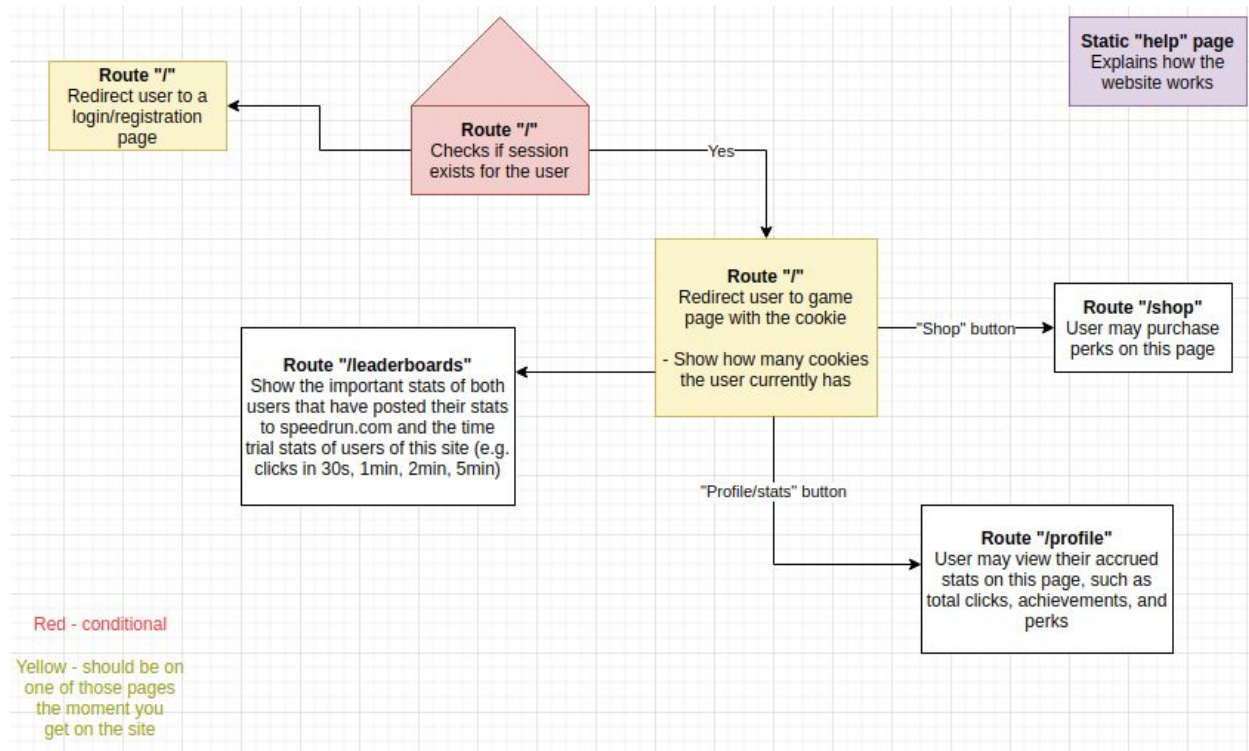 Static "help" page
Explains how the
website works
Route "/"
Redirect user to a
login/registration
page
Route "/"
Checks if session
exists for the user
Yes
Route "/"
Redirect user to game
page with the cookie
- Show how many cookies
the user currently has
"Shop" button
Route "/shop"
User may purchase
perks on this page
Route "/leaderboards"
Show the important stats of both
users that have posted their stats
to speedrun.com and the time
trial stats of users of this site (e.g.
clicks in 30s, 1min, 2min, 5min)
"Profile/stats" button
Route "/profile"
User may view their accrued
stats on this page, such as
total clicks, achievements, and
perks
Red - conditional
Yellow - should be on
one of those pages
the moment you
get on the site